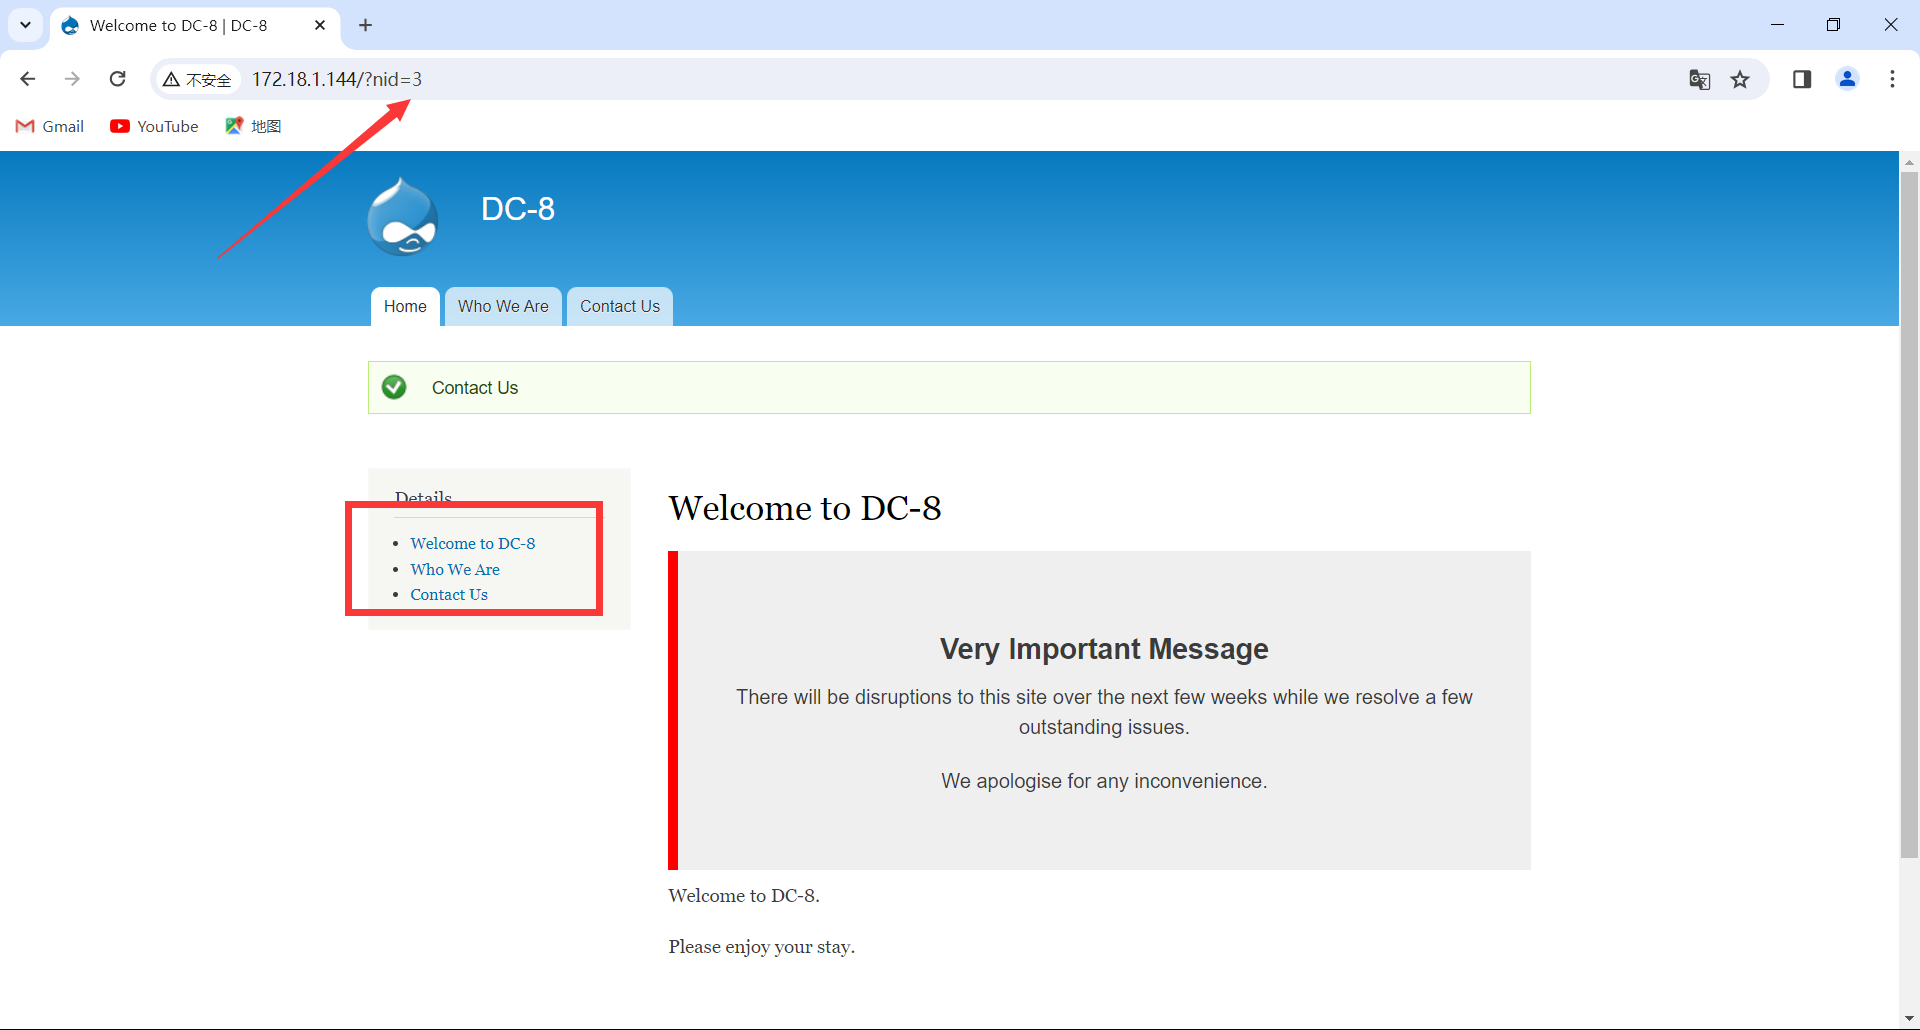 Welcome to DC-8 | DC-8
不安全 172.18.1.144/?nid=3
Gmail YouTube 地图
DC-8
Home Who We Are Contact Us
Contact Us
Details
Welcome to DC-8
Who We Are
Contact Us
Welcome to DC-8
Very Important Message
There will be disruptions to this site over the next few weeks while we resolve a few
outstanding issues.
We apologise for any inconvenience.
Welcome to DC-8.
Please enjoy your stay.